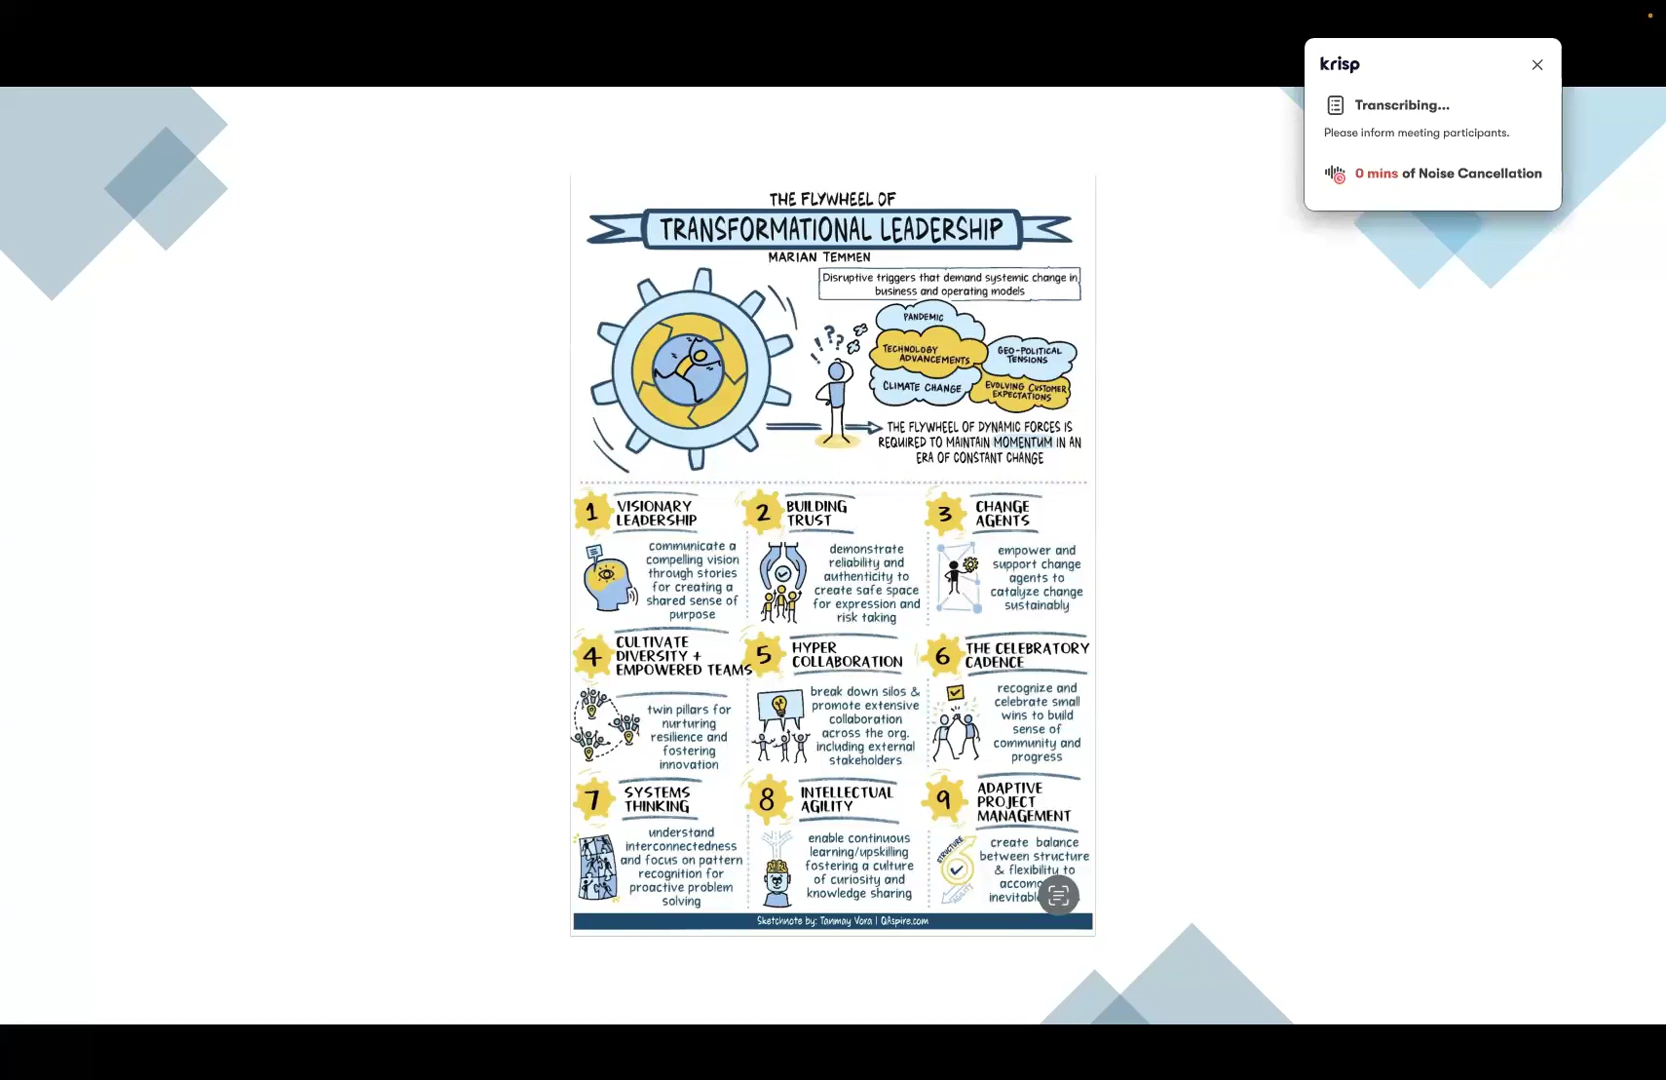 krisp
Transcribing...
Please inform meeting participants.
0 mins of Noise Cancellation
THE FLYWHEEL OF
TRANSFORMATIONAL LEADERSHIP
MARIAN TEMMEN
Disruptive triggers that demand systemic change in
business and operating models
!!???
PANDEMIC
TECHNOLOGY
ADVANCEMENTS
GEO-POLITICAL
TENSIONS
CLIMATE CHANGE
EVOLVING CUSTOMER
EXPECTATIONS
THE FLYWHEEL OF DYNAMIC FORCES IS
REQUIRED TO MAINTAIN MOMENTUM IN AN
ERA OF CONSTANT CHANGE
1 VISIONARY
LEADERSHIP
communicate a
compelling vision
through stories
for creating a
shared sense of
purpose
2 BUILDING
TRUST
demonstrate
reliability and
authenticity to
create safe space
for expression and
risk taking
3 CHANGE
AGENTS
empower and
support change
agents to
catalyze change
sustainably
4 CULTIVATE
DIVERSITY +
EMPOWERED TEAMS
twin pillars for
nurturing
resilience and
fostering
innovation
5 HYPER
COLLABORATION
break down silos &
promote extensive
collaboration
across the org.
including external
stakeholders
6 THE CELEBRATORY
CADENCE
recognize and
celebrate small
wins to build
sense of
community and
progress
7 SYSTEMS
THINKING
understand
interconnectedness
and focus on pattern
recognition for
proactive problem
solving
8 INTELLECTUAL
AGILITY
enable continuous
learning/upskilling
fostering a culture
of curiosity and
knowledge sharing
9 ADAPTIVE
PROJECT
MANAGEMENT
STRUCTURE
AGILITY
create balance
between structure
& flexibility to
Sketchnote by: Tanmay Vora | QAspire.com